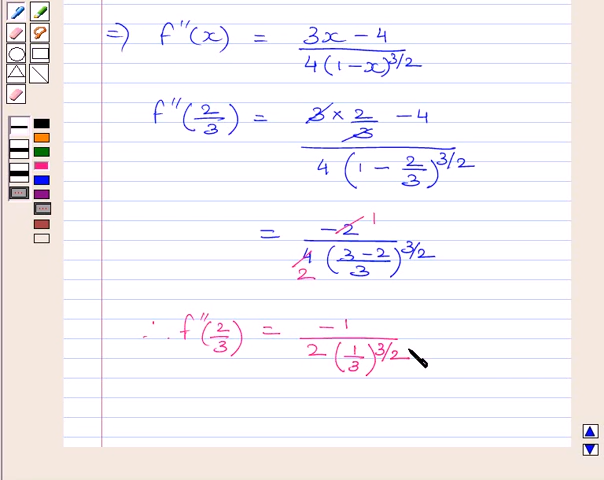 ⇒ f''(x) = (3x - 4) / (4(1-x)^3/2)
f''(2/3) = (3 × 2/3 - 4) / (4(1 - 2/3)^3/2)
= (-2 1) / (4 2 ((3-2)/3)^3/2)
∴ f''(2/3) = -1 / (2(1/3)^3/2)